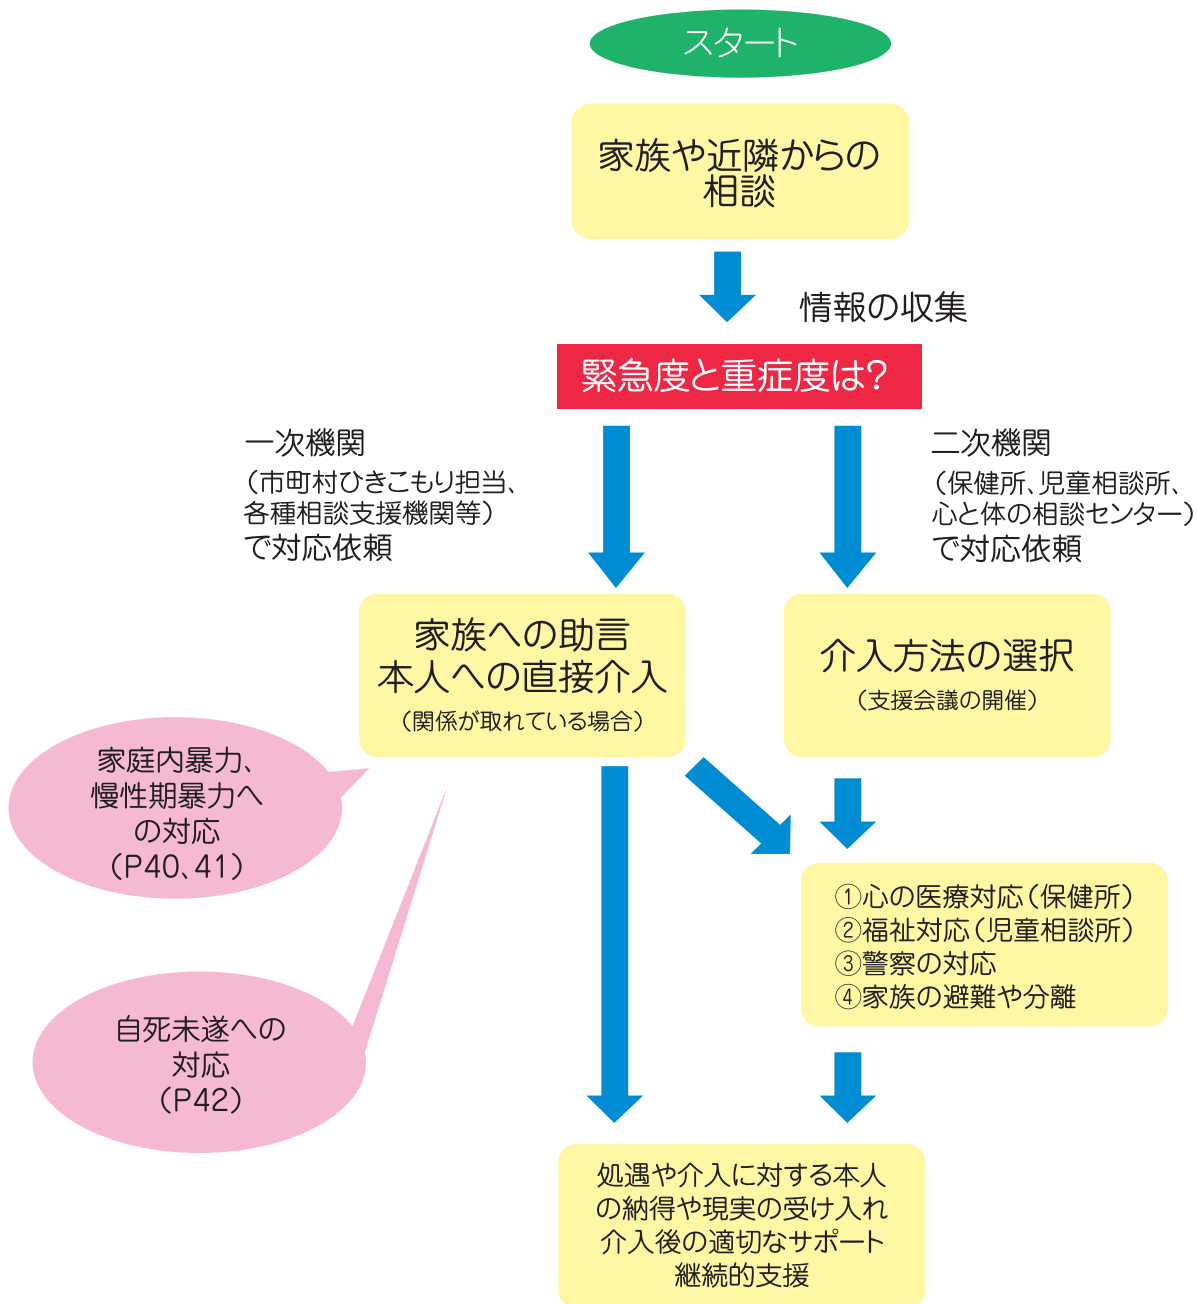 スタート
家族や近隣からの
相談
情報の収集
緊急度と重症度は?
一次機関
(市町村ひきこもり担当、
各種相談支援機関等)
で対応依頼
二次機関
(保健所、児童相談所、
心と体の相談センター)
で対応依頼
家族への助言
本人への直接介入
(関係が取れている場合)
介入方法の選択
(支援会議の開催)
家庭内暴力、
慢性期暴力へ
の対応
(P40、41)
①心の医療対応(保健所)
②福祉対応(児童相談所)
③警察の対応
④家族の避難や分離
自死未遂への
対応
(P42)
処遇や介入に対する本人
の納得や現実の受け入れ
介入後の適切なサポート
継続的支援